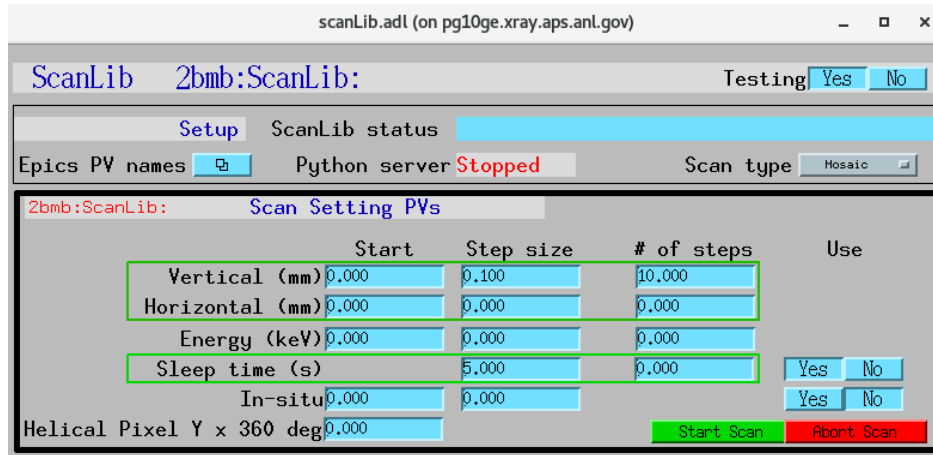 scanLib.adl (on pg10ge.xray.aps.anl.gov)
ScanLib 2bmb:ScanLib: Testing Yes No
Setup ScanLib status
Epics PV names Python server Stopped Scan type Mosaic
2bmb:ScanLib: Scan Setting PVs
Start Step size # of steps Use
Vertical (mm) 0.000 0.100 10.000
Horizontal (mm) 0.000 0.000 0.000
Energy (keV) 0.000 0.000 0.000
Sleep time (s) 5.000 0.000 Yes No
In-situ 0.000 0.000 Yes No
Helical Pixel Y x 360 deg 0.000 Start Scan Abort Scan